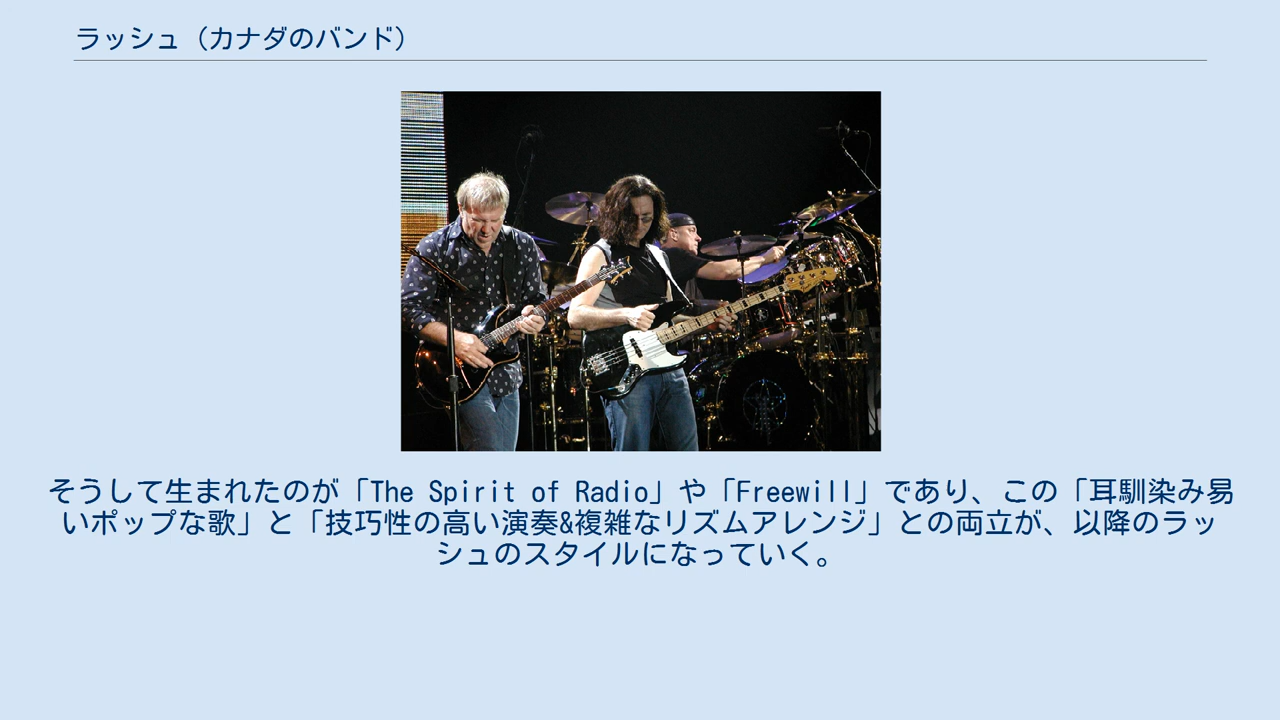 ラッシュ（カナダのバンド）
そうして生まれたのが「The Spirit of Radio」や「Freewill」であり、この「耳馴染み易
いポップな歌」と「技巧性の高い演奏&複雑なリズムアレンジ」との両立が、以降のラッ
シュのスタイルになっていく。